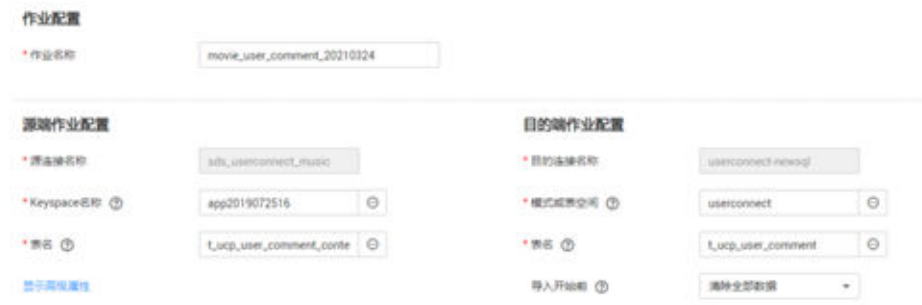 作业配置
* 作业名称 movie_user_comment_20210324
源端作业配置
* 源连接名称 sds_userconnect_music
* Keyspace名称 app2019072516
* 表名 t_ucp_user_comment_conte
显示高级属性
目的端作业配置
* 目的连接名称 userconnect-newsql
* 模式或表空间 userconnect
* 表名 t_ucp_user_comment
导入开始前 清除全部数据